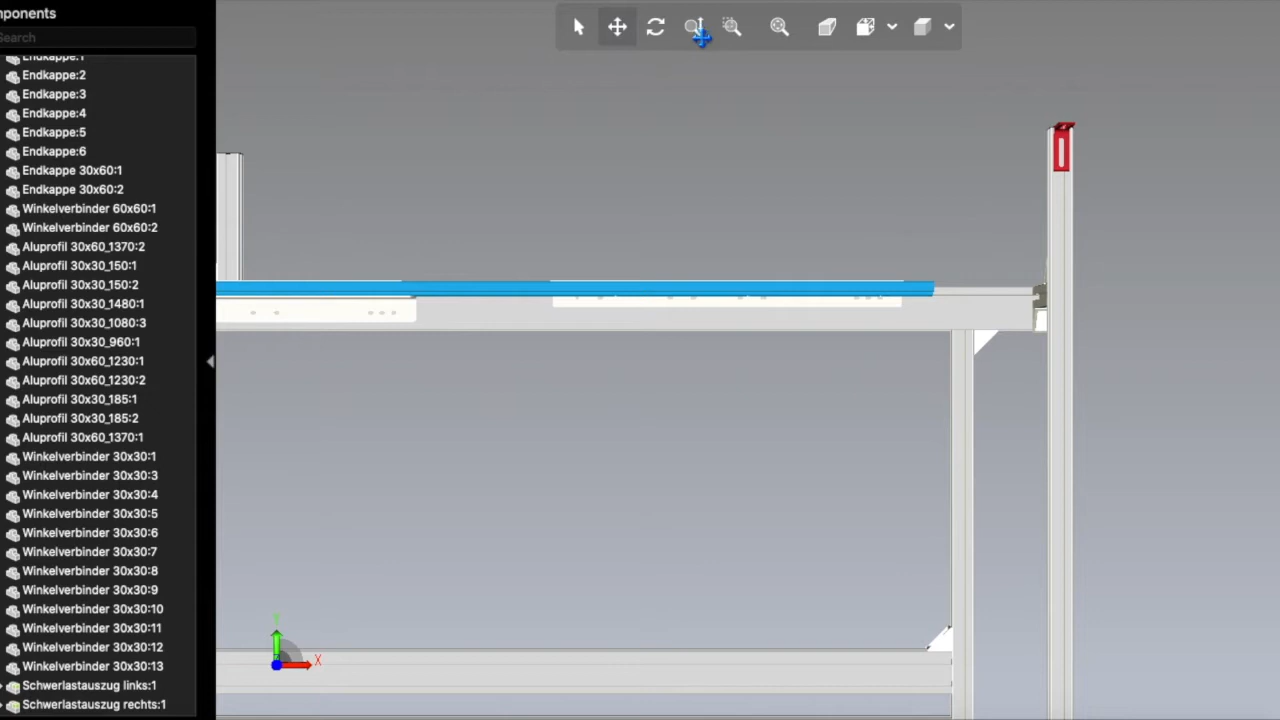 nponents
Search
Endkappe:1
Endkappe:2
Endkappe:3
Endkappe:4
Endkappe:5
Endkappe:6
Endkappe 30x60:1
Endkappe 30x60:2
Winkelverbinder 60x60:1
Winkelverbinder 60x60:2
Aluprofil 30x60_1370:2
Aluprofil 30x30_150:1
Aluprofil 30x30_150:2
Aluprofil 30x30_1480:1
Aluprofil 30x30_1080:3
Aluprofil 30x30_960:1
Aluprofil 30x60_1230:1
Aluprofil 30x60_1230:2
Aluprofil 30x30_185:1
Aluprofil 30x30_185:2
Aluprofil 30x60_1370:1
Winkelverbinder 30x30:1
Winkelverbinder 30x30:3
Winkelverbinder 30x30:4
Winkelverbinder 30x30:5
Winkelverbinder 30x30:6
Winkelverbinder 30x30:7
Winkelverbinder 30x30:8
Winkelverbinder 30x30:9
Winkelverbinder 30x30:10
Winkelverbinder 30x30:11
Winkelverbinder 30x30:12
Winkelverbinder 30x30:13
Schwerlastauszug links:1
Schwerlastauszug rechts:1
Y
X